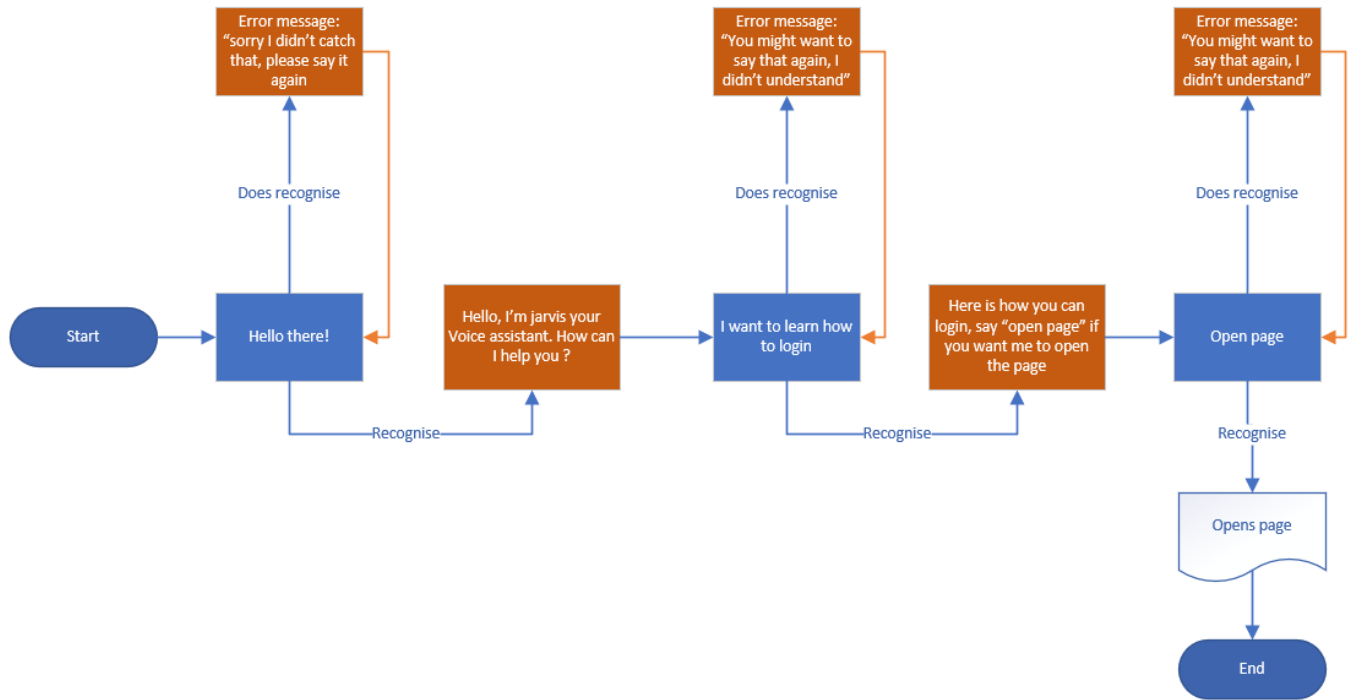 Error message:
“sorry I didn’t catch
that, please say it
again
Error message:
“You might want to
say that again, I
didn’t understand”
Error message:
“You might want to
say that again, I
didn’t understand”
Does recognise
Does recognise
Does recognise
Start
Hello there!
Hello, I’m jarvis your
Voice assistant. How can
I help you ?
I want to learn how
to login
Here is how you can
login, say “open page” if
you want me to open
the page
Open page
Recognise
Recognise
Recognise
Opens page
End